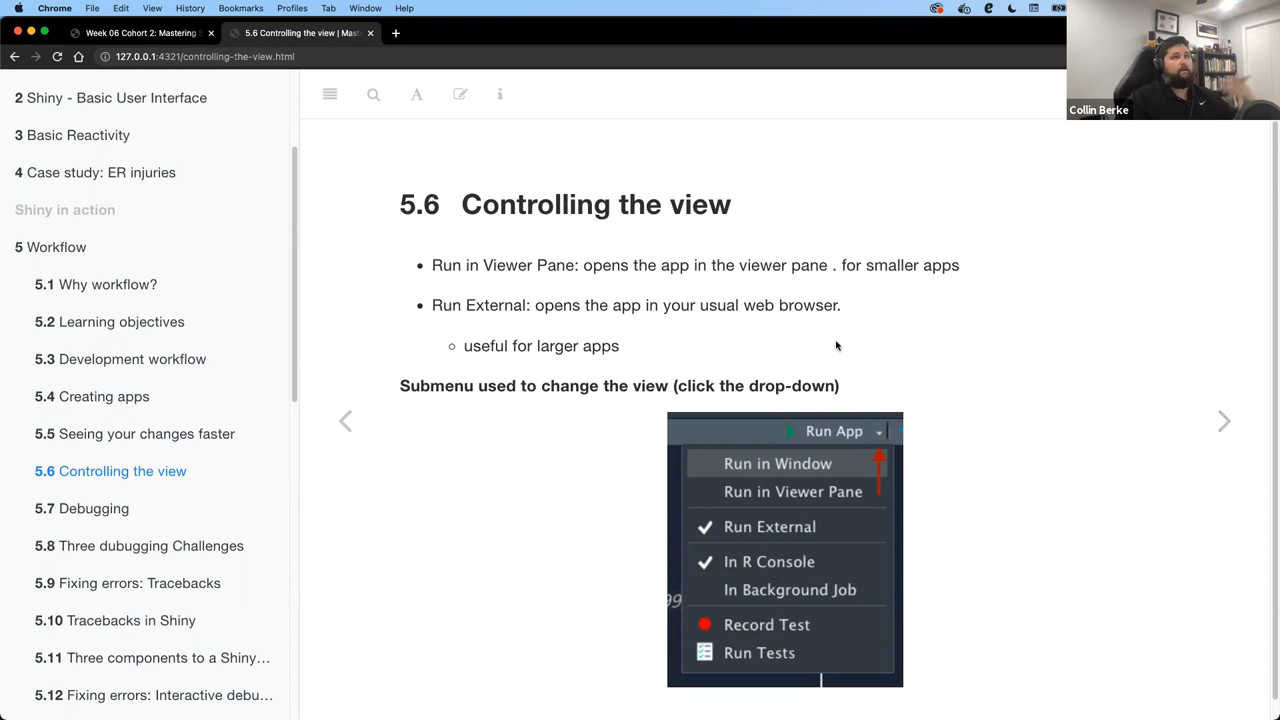 Chrome File Edit View History Bookmarks Profiles Tab Window Help
Week 06 Cohort 2: Mastering
5.6 Controlling the view | Mast
127.0.0.1:4321/controlling-the-view.html
Collin Berke
2 Shiny - Basic User Interface
3 Basic Reactivity
4 Case study: ER injuries
Shiny in action
5 Workflow
5.1 Why workflow?
5.2 Learning objectives
5.3 Development workflow
5.4 Creating apps
5.5 Seeing your changes faster
5.6 Controlling the view
5.7 Debugging
5.8 Three dubugging Challenges
5.9 Fixing errors: Tracebacks
5.10 Tracebacks in Shiny
5.11 Three components to a Shiny…
5.12 Fixing errors: Interactive debu…
5.6 Controlling the view
• Run in Viewer Pane: opens the app in the viewer pane . for smaller apps
• Run External: opens the app in your usual web browser.
○ useful for larger apps
Submenu used to change the view (click the drop-down)
Run App
Run in Window
Run in Viewer Pane
Run External
In R Console
In Background Job
99
Record Test
Run Tests